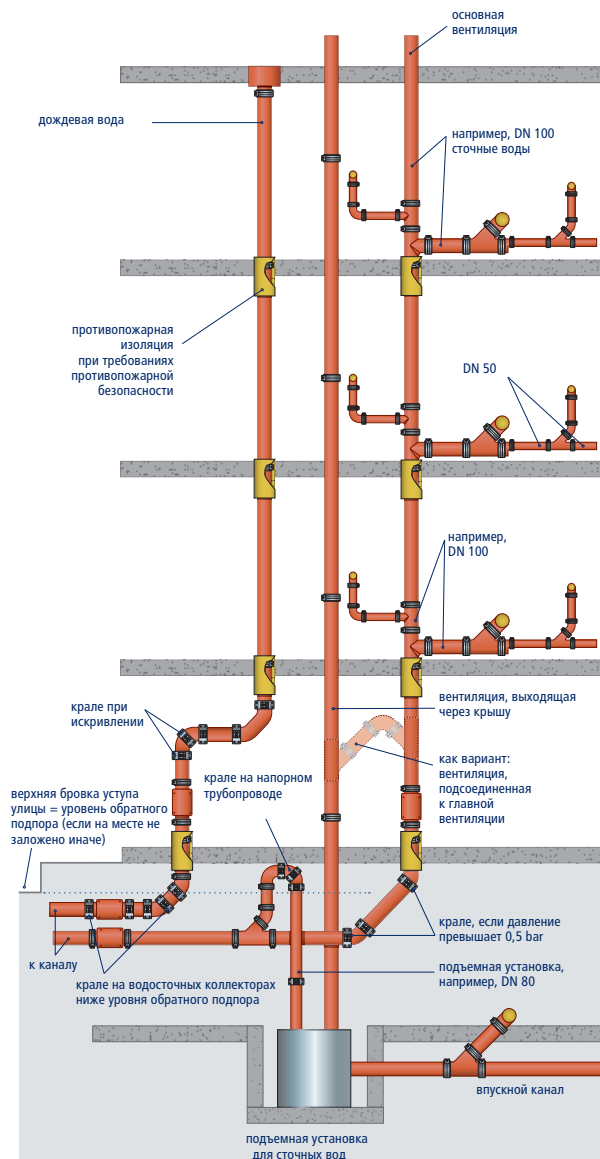 основная
вентиляция
дождевая вода
например, DN 100
сточные воды
противопожарная
изоляция
при требованиях
противопожарной
безопасности
DN 50
например,
DN 100
вентиляция, выходящая
через крышу
крале при
искривлении
как вариант:
вентиляция,
подсоединенная
к главной
вентиляции
крале на напорном
трубопроводе
верхняя бровка уступа
улицы = уровень обратного
подпора (если на месте не
заложено иначе)
крале, если давление
превышает 0,5 bar
к каналу
крале на водосточных коллекторах
ниже уровня обратного подпора
подъемная установка,
например, DN 80
впускной канал
подъемная установка
для сточных вод